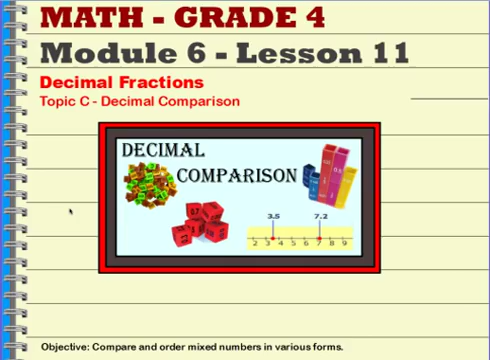 MATH - GRADE 4
Module 6 - Lesson 11
Decimal Fractions
Topic C - Decimal Comparison
DECIMAL
COMPARISON
3.5 7.2
2 3 4 5 6 7 8 9
Objective: Compare and order mixed numbers in various forms.